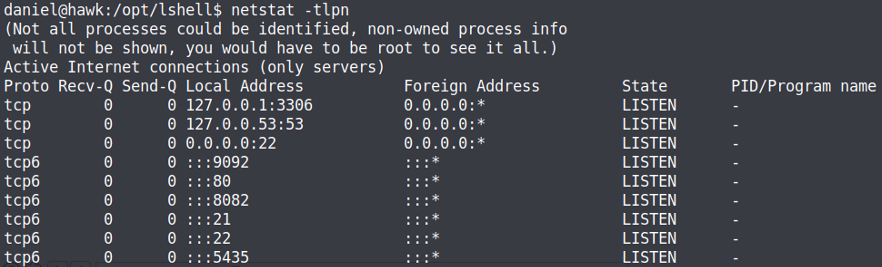 daniel@hawk:/opt/lshell$ netstat -tlpn
(Not all processes could be identified, non-owned process info
 will not be shown, you would have to be root to see it all.)
Active Internet connections (only servers)
Proto Recv-Q Send-Q Local Address           Foreign Address         State       PID/Program name
tcp        0      0 127.0.0.1:3306          0.0.0.0:*               LISTEN      -
tcp        0      0 127.0.0.53:53           0.0.0.0:*               LISTEN      -
tcp        0      0 0.0.0.0:22              0.0.0.0:*               LISTEN      -
tcp6       0      0 :::9092                 :::*                    LISTEN      -
tcp6       0      0 :::80                   :::*                    LISTEN      -
tcp6       0      0 :::8082                 :::*                    LISTEN      -
tcp6       0      0 :::21                   :::*                    LISTEN      -
tcp6       0      0 :::22                   :::*                    LISTEN      -
tcp6       0      0 :::5435                 :::*                    LISTEN      -